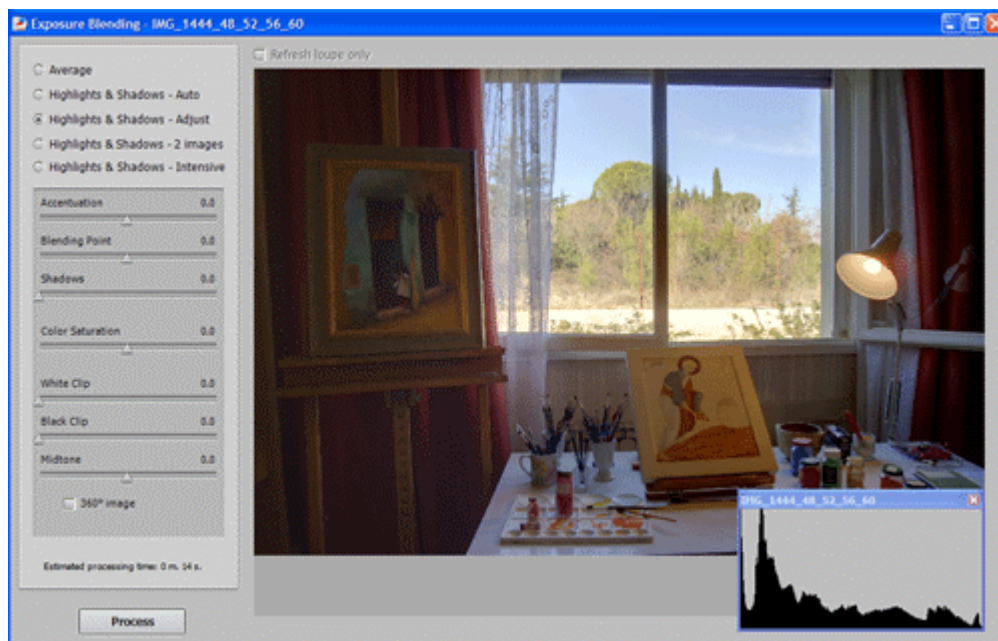 Exposure Blending - IMG_1444_48_52_56_60
Refresh loupe only
Average
Highlights & Shadows - Auto
Highlights & Shadows - Adjust
Highlights & Shadows - 2 images
Highlights & Shadows - Intensive
Accentuation 0.0
Blending Point 0.0
Shadows 0.0
Color Saturation 0.0
White Clip 0.0
Black Clip 0.0
Midtone 0.0
360° image
Estimated processing time: 0 m. 14 s.
Process
IMG_1444_48_52_56_60